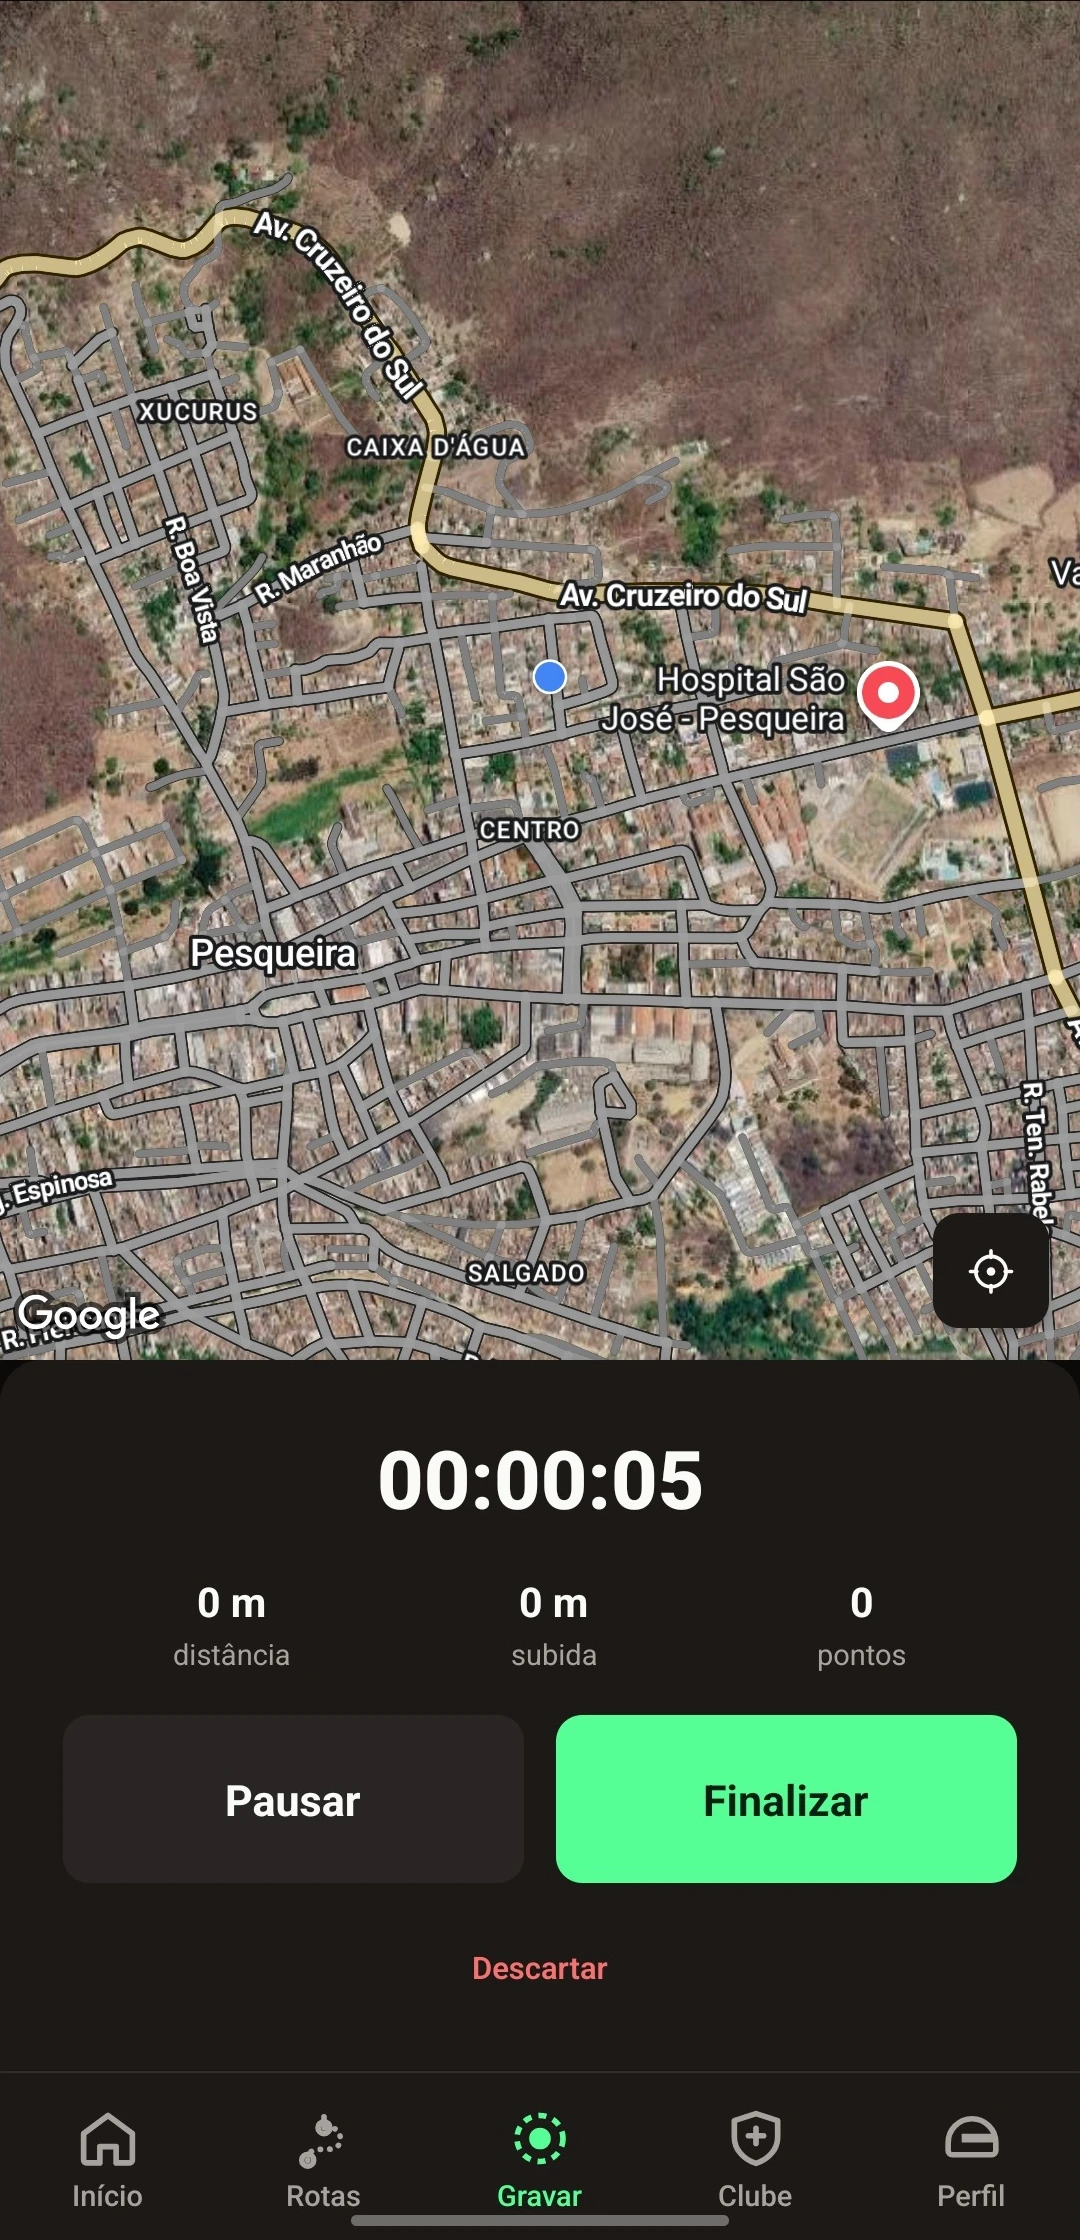 Av. Cruzeiro do Sul
XUCURUS
CAIXA D'ÁGUA
R. Boa Vista
R. Maranhão
Av. Cruzeiro do Sul
Hospital São
José - Pesqueira
CENTRO
Pesqueira
R. Ten. Rabel
Espinosa
SALGADO
Google
00:00:05
0 m
0 m
0
distância
subida
pontos
Pausar
Finalizar
Descartar
Início
Rotas
Gravar
Clube
Perfil